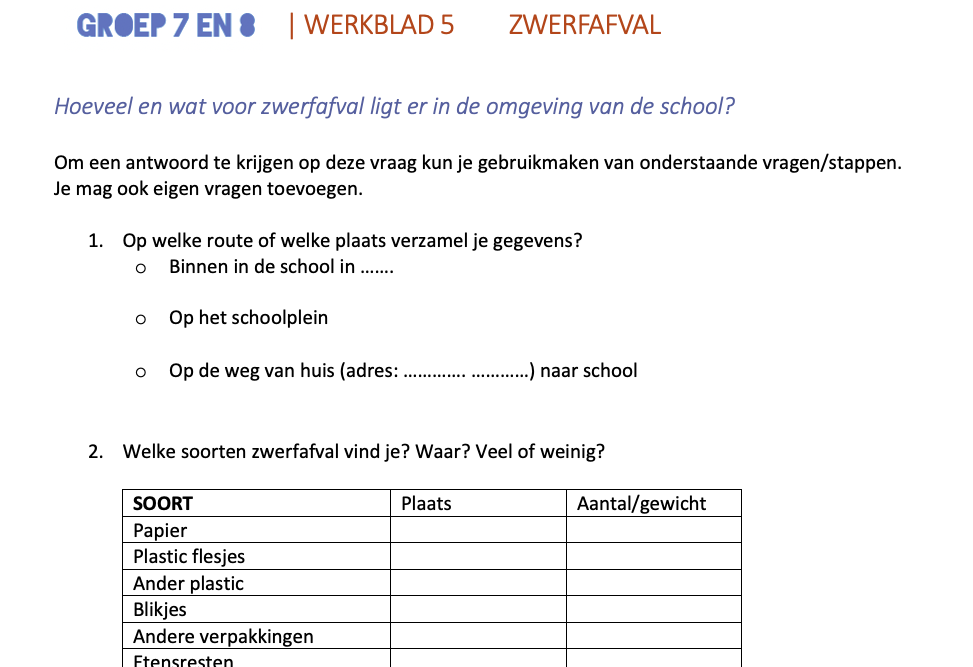 GROEP 7 EN 8 | WERKBLAD 5 ZWERFAFVAL
Hoeveel en wat voor zwerfafval ligt er in de omgeving van de school?
Om een antwoord te krijgen op deze vraag kun je gebruikmaken van onderstaande vragen/stappen.
Je mag ook eigen vragen toevoegen.
1. Op welke route of welke plaats verzamel je gegevens?
o Binnen in de school in .......
o Op het schoolplein
o Op de weg van huis (adres: ............. ............) naar school
2. Welke soorten zwerfafval vind je? Waar? Veel of weinig?
SOORT Plaats Aantal/gewicht
Papier
Plastic flesjes
Ander plastic
Blikjes
Andere verpakkingen
Etensresten